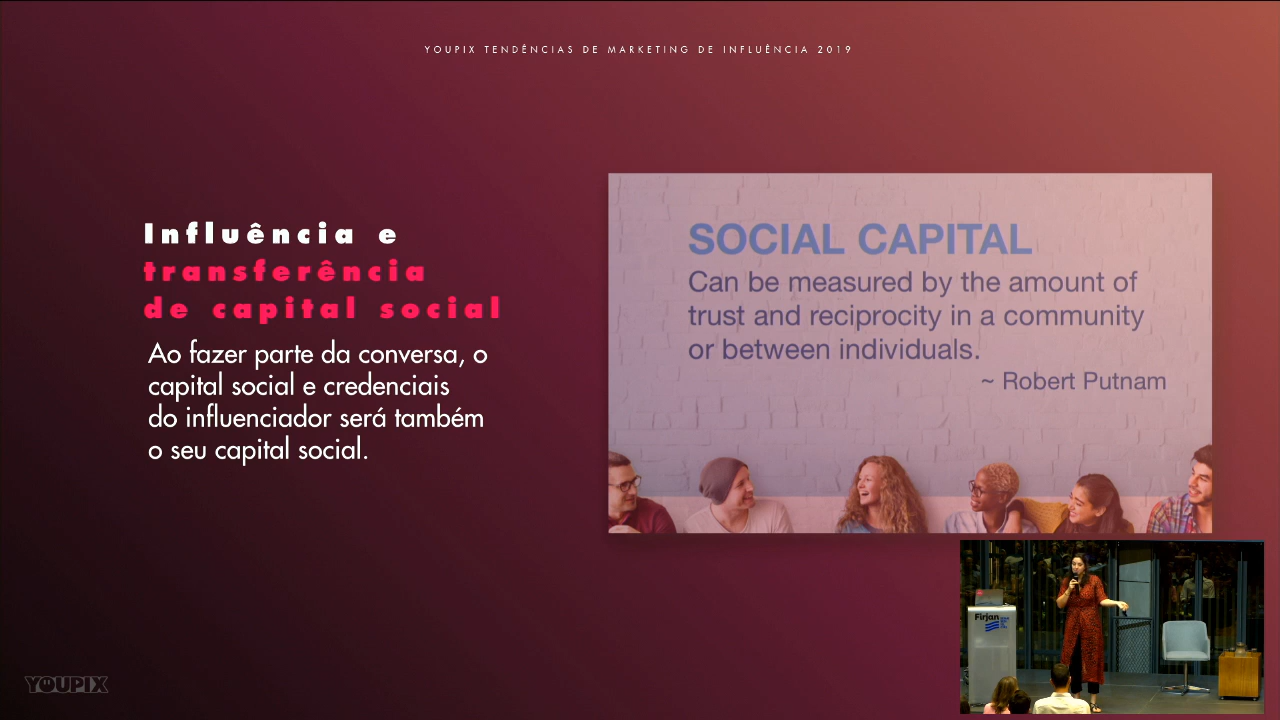 YOUPIX TENDÊNCIAS DE MARKETING DE INFLUÊNCIA 2019
Influência e
transferência
de capital social
Ao fazer parte da conversa, o
capital social e credenciais
do influenciador será também
o seu capital social.
SOCIAL CAPITAL
Can be measured by the amount of
trust and reciprocity in a community
or between individuals.
~ Robert Putnam
Firjan
YOUPIX